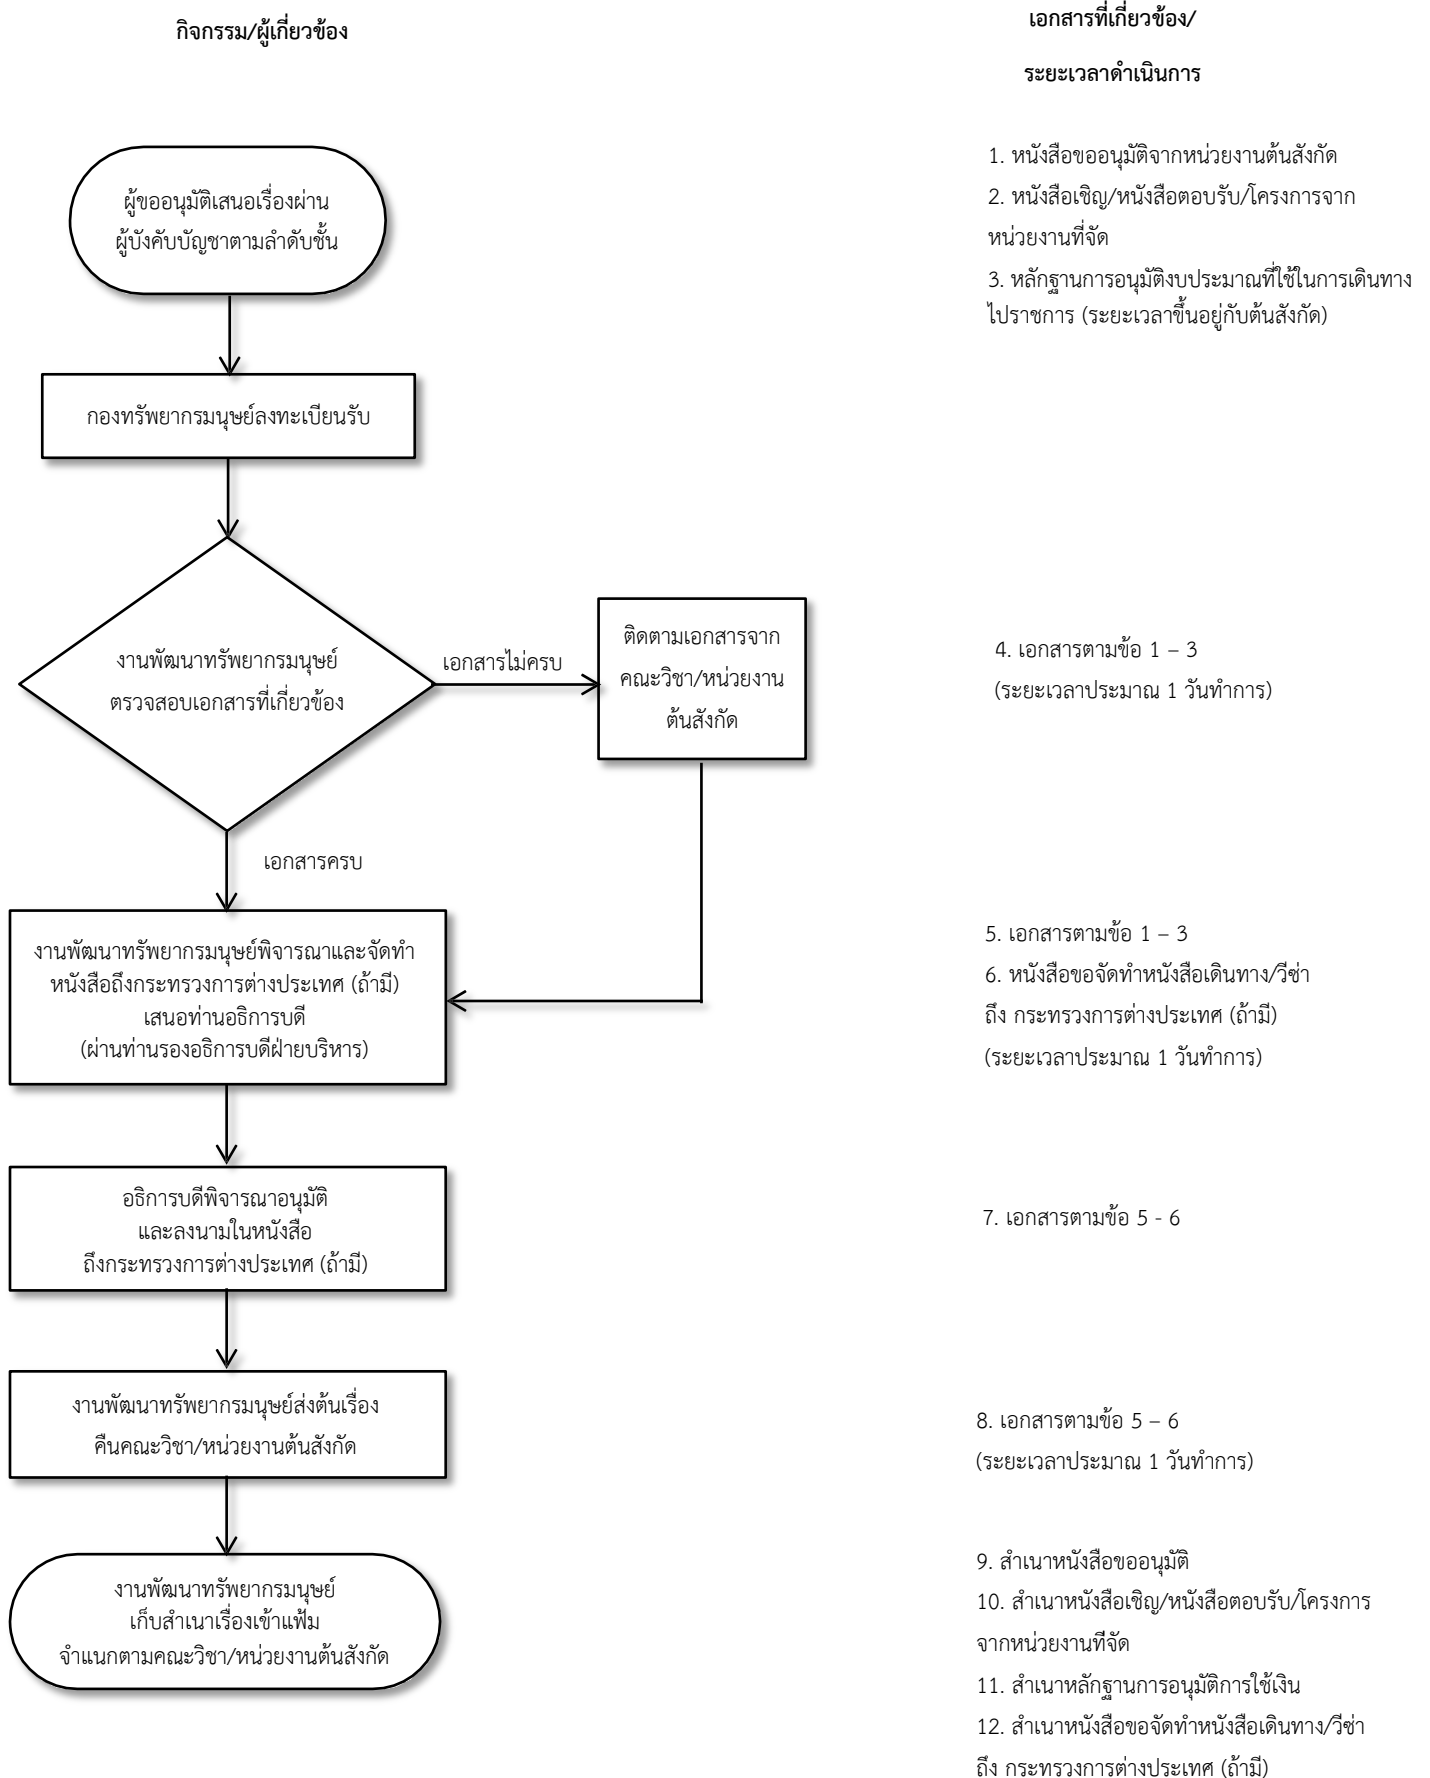 กิจกรรม/ผู้เกี่ยวข้อง
เอกสารที่เกี่ยวข้อง/
ระยะเวลาดำเนินการ
ผู้ขออนุมัติเสนอเรื่องผ่าน
ผู้บังคับบัญชาตามลำดับชั้น
1. หนังสือขออนุมัติจากหน่วยงานต้นสังกัด
2. หนังสือเชิญ/หนังสือตอบรับ/โครงการจาก
หน่วยงานที่จัด
3. หลักฐานการอนุมัติงบประมาณที่ใช้ในการเดินทาง
ไปราชการ (ระยะเวลาขึ้นอยู่กับต้นสังกัด)
กองทรัพยากรมนุษย์ลงทะเบียนรับ
งานพัฒนาทรัพยากรมนุษย์
ตรวจสอบเอกสารที่เกี่ยวข้อง
เอกสารไม่ครบ
ติดตามเอกสารจาก
คณะวิชา/หน่วยงาน
ต้นสังกัด
4. เอกสารตามข้อ 1 – 3
(ระยะเวลาประมาณ 1 วันทำการ)
เอกสารครบ
งานพัฒนาทรัพยากรมนุษย์พิจารณาและจัดทำ
หนังสือถึงกระทรวงการต่างประเทศ (ถ้ามี)
เสนอท่านอธิการบดี
(ผ่านท่านรองอธิการบดีฝ่ายบริหาร)
5. เอกสารตามข้อ 1 – 3
6. หนังสือขอจัดทำหนังสือเดินทาง/วีซ่า
ถึง กระทรวงการต่างประเทศ (ถ้ามี)
(ระยะเวลาประมาณ 1 วันทำการ)
อธิการบดีพิจารณาอนุมัติ
และลงนามในหนังสือ
ถึงกระทรวงการต่างประเทศ (ถ้ามี)
7. เอกสารตามข้อ 5 - 6
งานพัฒนาทรัพยากรมนุษย์ส่งต้นเรื่อง
คืนคณะวิชา/หน่วยงานต้นสังกัด
8. เอกสารตามข้อ 5 – 6
(ระยะเวลาประมาณ 1 วันทำการ)
งานพัฒนาทรัพยากรมนุษย์
เก็บสำเนาเรื่องเข้าแฟ้ม
จำแนกตามคณะวิชา/หน่วยงานต้นสังกัด
9. สำเนาหนังสือขออนุมัติ
10. สำเนาหนังสือเชิญ/หนังสือตอบรับ/โครงการ
จากหน่วยงานทีจัด
11. สำเนาหลักฐานการอนุมัติการใช้เงิน
12. สำเนาหนังสือขอจัดทำหนังสือเดินทาง/วีซ่า
ถึง กระทรวงการต่างประเทศ (ถ้ามี)